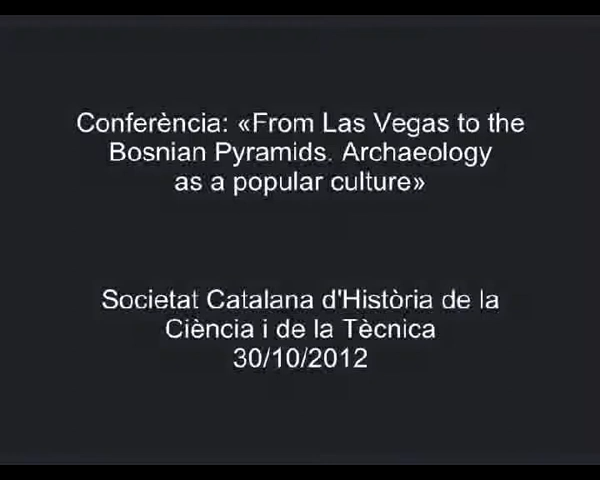 Conferència: «From Las Vegas to the
Bosnian Pyramids. Archaeology
as a popular culture»
Societat Catalana d'Història de la
Ciència i de la Tècnica
30/10/2012